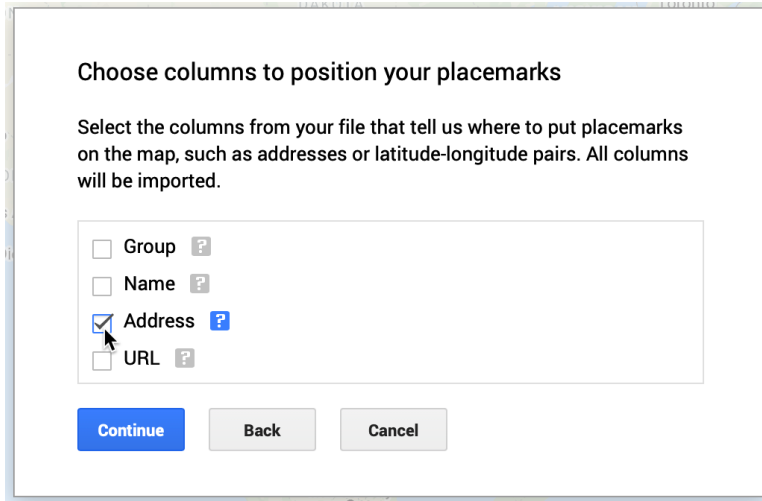 Choose columns to position your placemarks
Select the columns from your file that tell us where to put placemarks
on the map, such as addresses or latitude-longitude pairs. All columns
will be imported.
Group ?
Name ?
Address ?
URL ?
Continue Back Cancel